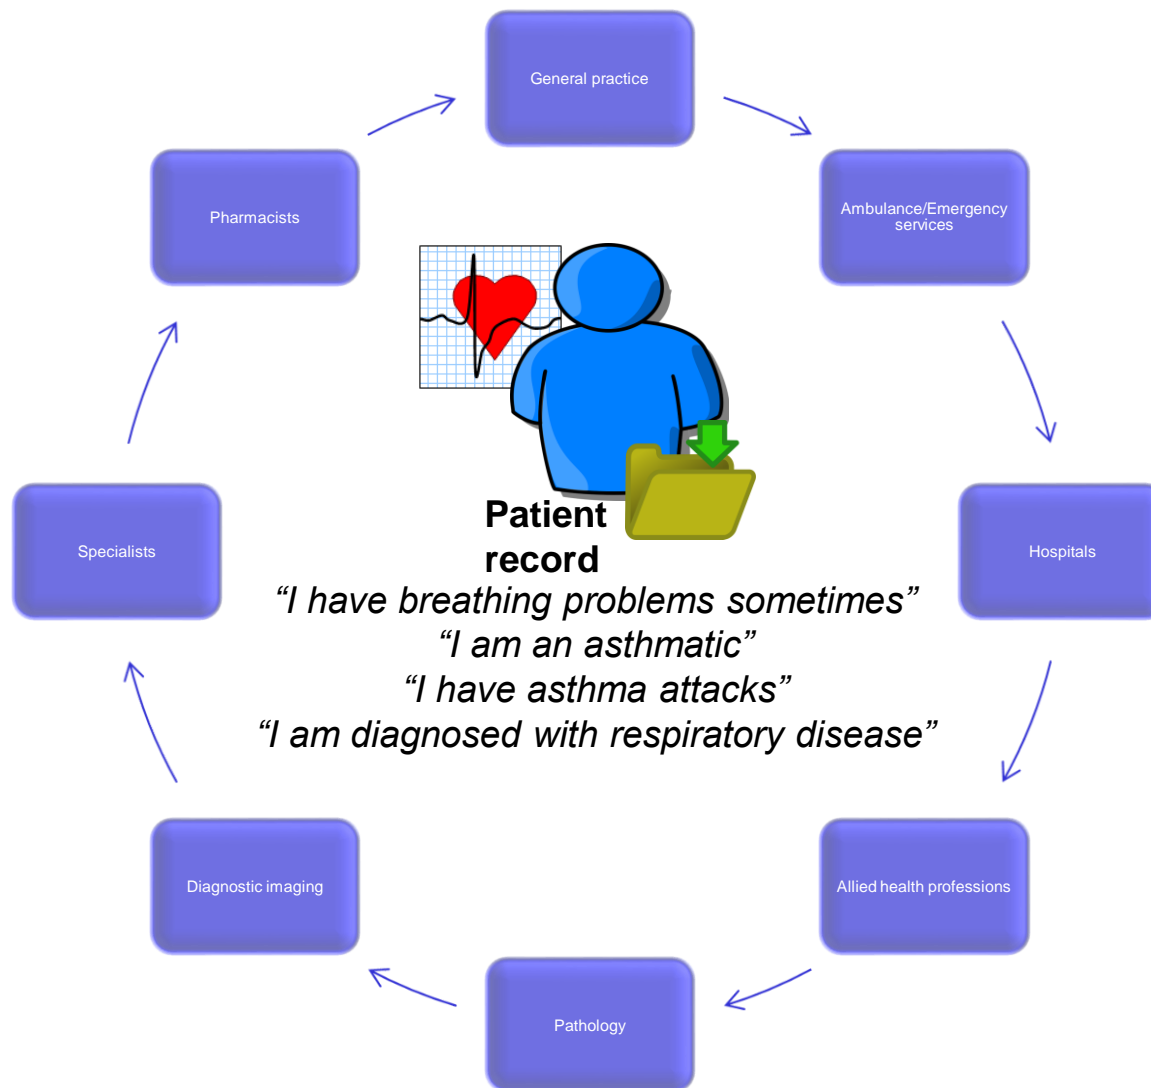 General practice
Pharmacists
Ambulance/Emergency
services
Specialists
Hospitals
Patient
record
“I have breathing problems sometimes”
“I am an asthmatic”
“I have asthma attacks”
“I am diagnosed with respiratory disease”
Diagnostic imaging
Allied health professions
Pathology